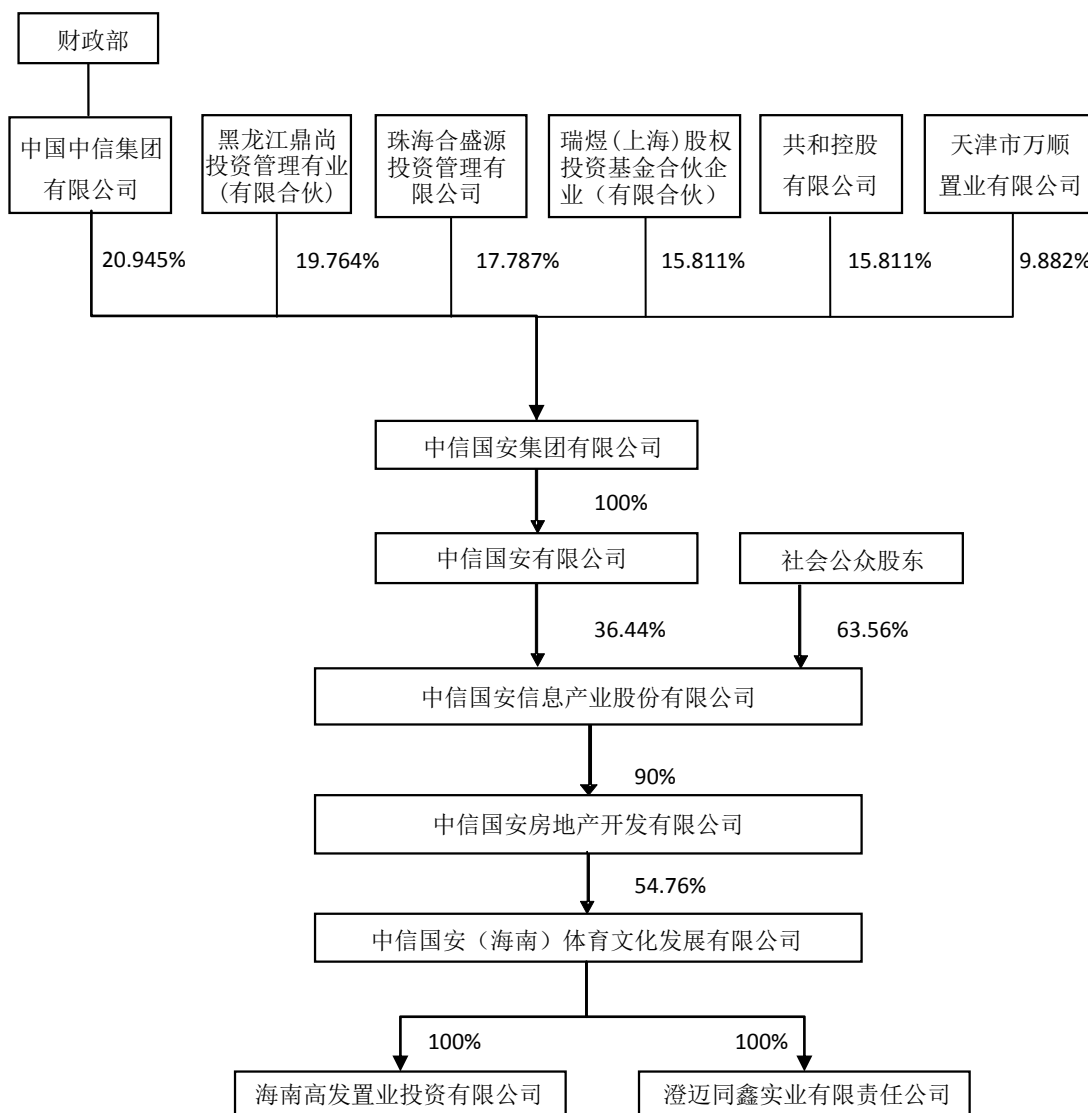 财政部
中国中信集团
有限公司
黑龙江鼎尚
投资管理有业
(有限合伙)
珠海合盛源
投资管理有
限公司
瑞煜(上海)股权
投资基金合伙企
业（有限合伙）
共和控股
有限公司
天津市万顺
置业有限公司
20.945%
19.764%
17.787%
15.811%
15.811%
9.882%
中信国安集团有限公司
100%
中信国安有限公司
社会公众股东
36.44%
63.56%
中信国安信息产业股份有限公司
90%
中信国安房地产开发有限公司
54.76%
中信国安（海南）体育文化发展有限公司
100%
100%
海南高发置业投资有限公司
澄迈同鑫实业有限责任公司